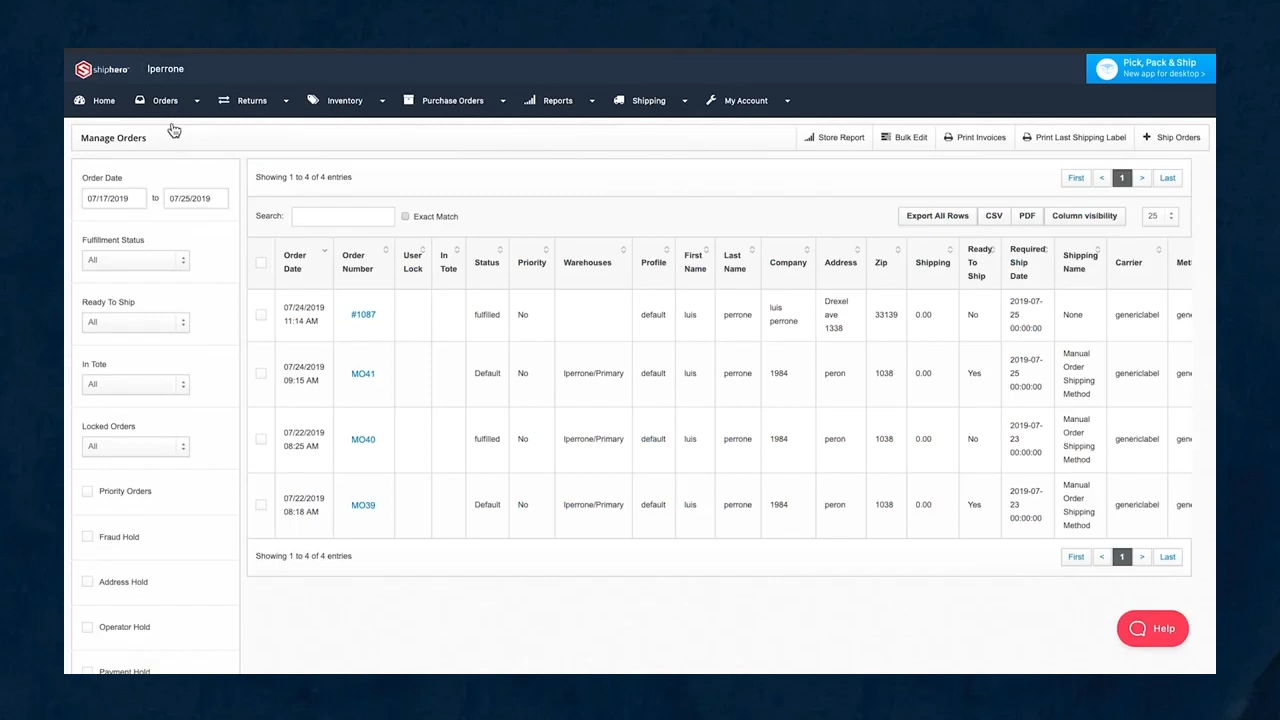 shiphero lperrone
Pick, Pack & Ship
New app for desktop >
Home Orders Returns Inventory Purchase Orders Reports Shipping My Account
Manage Orders Store Report Bulk Edit Print Invoices Print Last Shipping Label Ship Orders
Order Date
07/17/2019 to 07/25/2019
Fulfillment Status
All
Ready To Ship
All
In Tote
All
Locked Orders
All
Priority Orders
Fraud Hold
Address Hold
Operator Hold
Payment Hold
Showing 1 to 4 of 4 entries First < 1 > Last
Search: Exact Match Export All Rows CSV PDF Column visibility 25
Order Date Order Number User Lock In Tote Status Priority Warehouses Profile First Name Last Name Company Address Zip Shipping Ready To Ship Required Ship Date Shipping Name Carrier Met
07/24/2019 11:14 AM #1087 fulfilled No default luis perrone luis perrone Drexel ave 1338 33139 0.00 No 2019-07-25 00:00:00 None genericlabel gene
07/24/2019 09:15 AM MO41 Default No lperrone/Primary default luis perrone 1984 peron 1038 0.00 Yes 2019-07-25 00:00:00 Manual Order Shipping Method genericlabel gene
07/22/2019 08:25 AM MO40 fulfilled No lperrone/Primary default luis perrone 1984 peron 1038 0.00 No 2019-07-23 00:00:00 Manual Order Shipping Method genericlabel gene
07/22/2019 08:18 AM MO39 Default No lperrone/Primary default luis perrone 1984 peron 1038 0.00 Yes 2019-07-23 00:00:00 Manual Order Shipping Method genericlabel gene
Showing 1 to 4 of 4 entries First < 1 > Last
Help